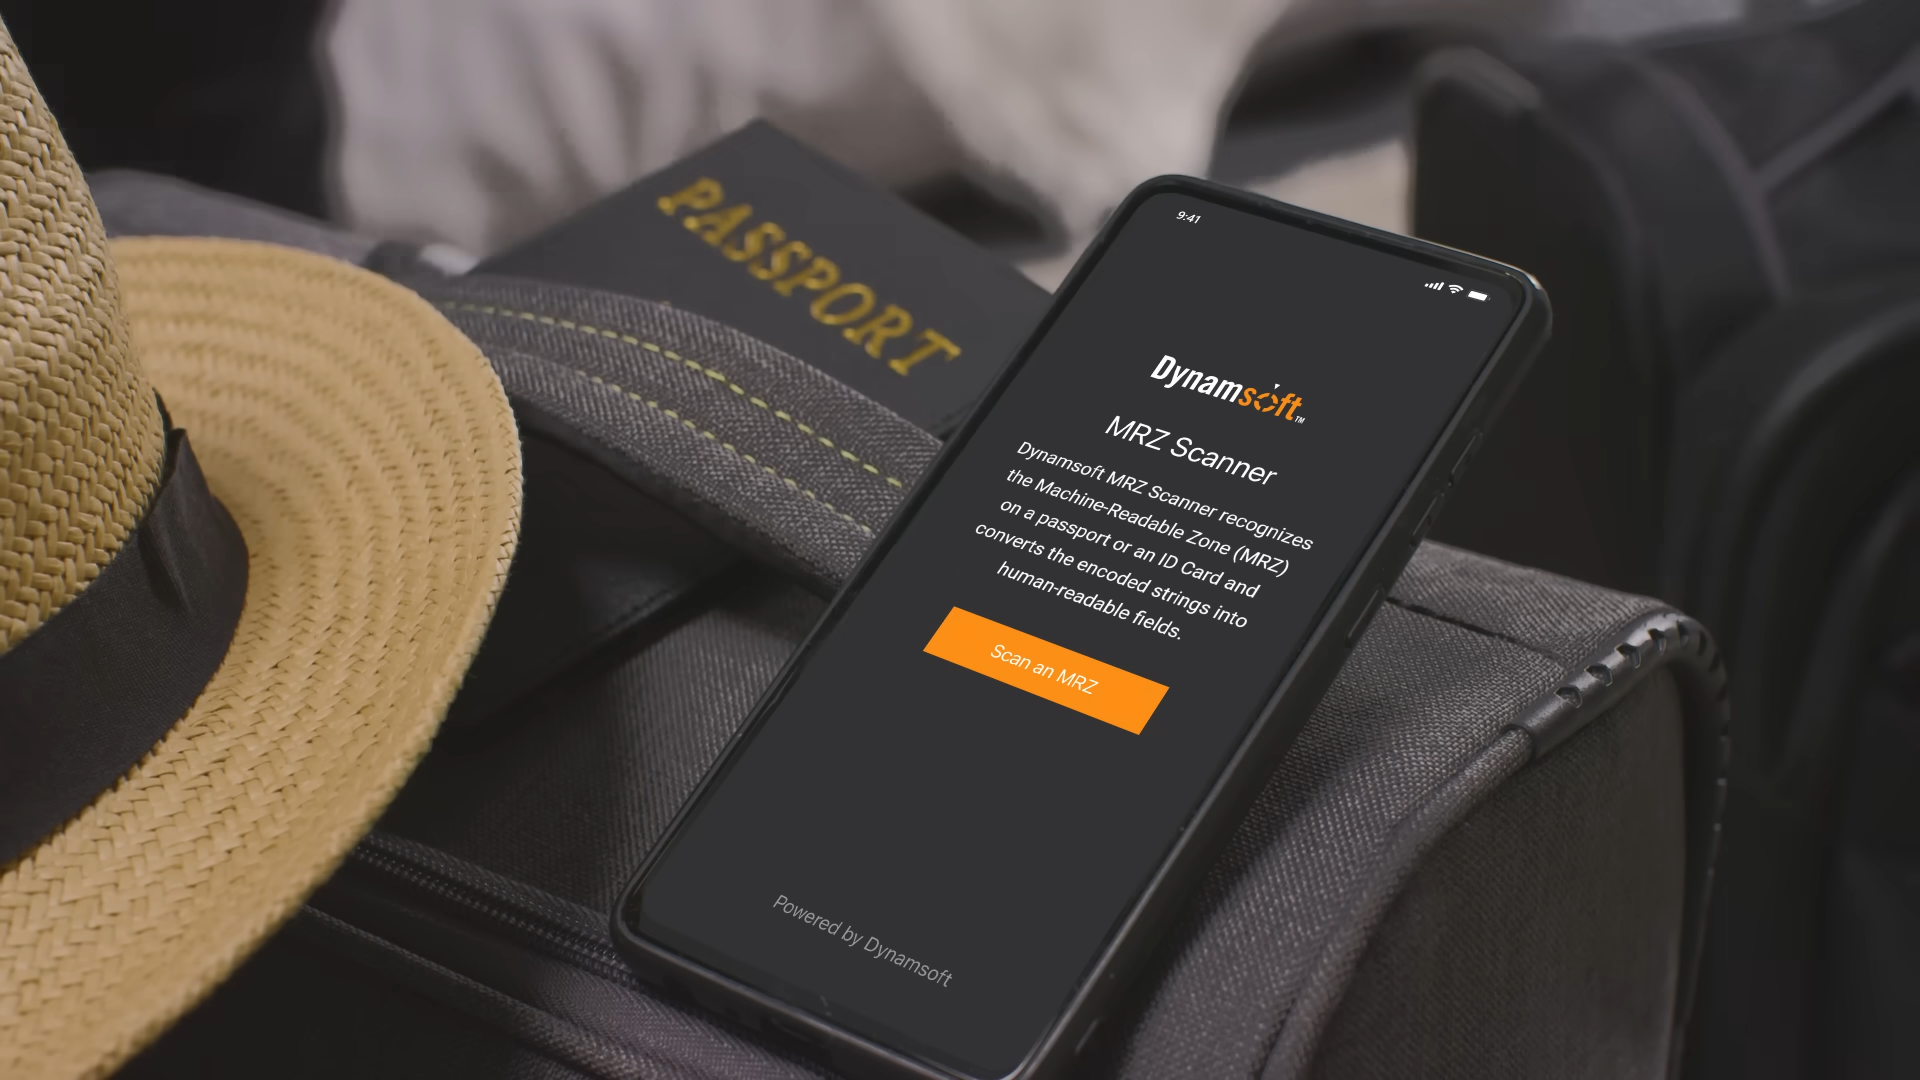 PASSPORT
9:41
Dynamsoft™
MRZ Scanner
Dynamsoft MRZ Scanner recognizes
the Machine-Readable Zone (MRZ)
on a passport or an ID Card and
converts the encoded strings into
human-readable fields.
Scan an MRZ
Powered by Dynamsoft